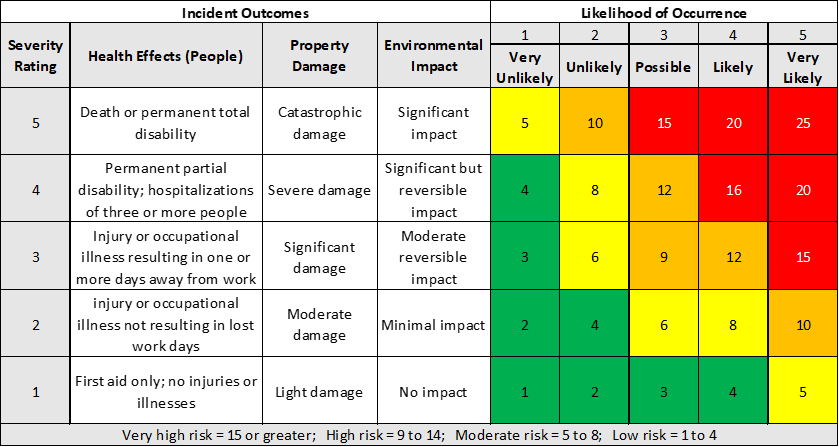 Incident Outcomes
Likelihood of Occurrence
Severity
Rating
Health Effects (People)
Property
Damage
Environmental
Impact
1
2
3
4
5
Very
Unlikely
Unlikely
Possible
Likely
Very
Likely
5
Death or permanent total
disability
Catastrophic
damage
Significant
impact
5
10
15
20
25
4
Permanent partial
disability; hospitalizations
of three or more people
Severe damage
Significant but
reversible
impact
4
8
12
16
20
3
Injury or occupational
illness resulting in one or
more days away from work
Significant
damage
Moderate
reversible
impact
3
6
9
12
15
2
injury or occupational
illness not resulting in lost
work days
Moderate
damage
Minimal impact
2
4
6
8
10
1
First aid only; no injuries or
illnesses
Light damage
No impact
1
2
3
4
5
Very high risk = 15 or greater; High risk = 9 to 14; Moderate risk = 5 to 8; Low risk = 1 to 4